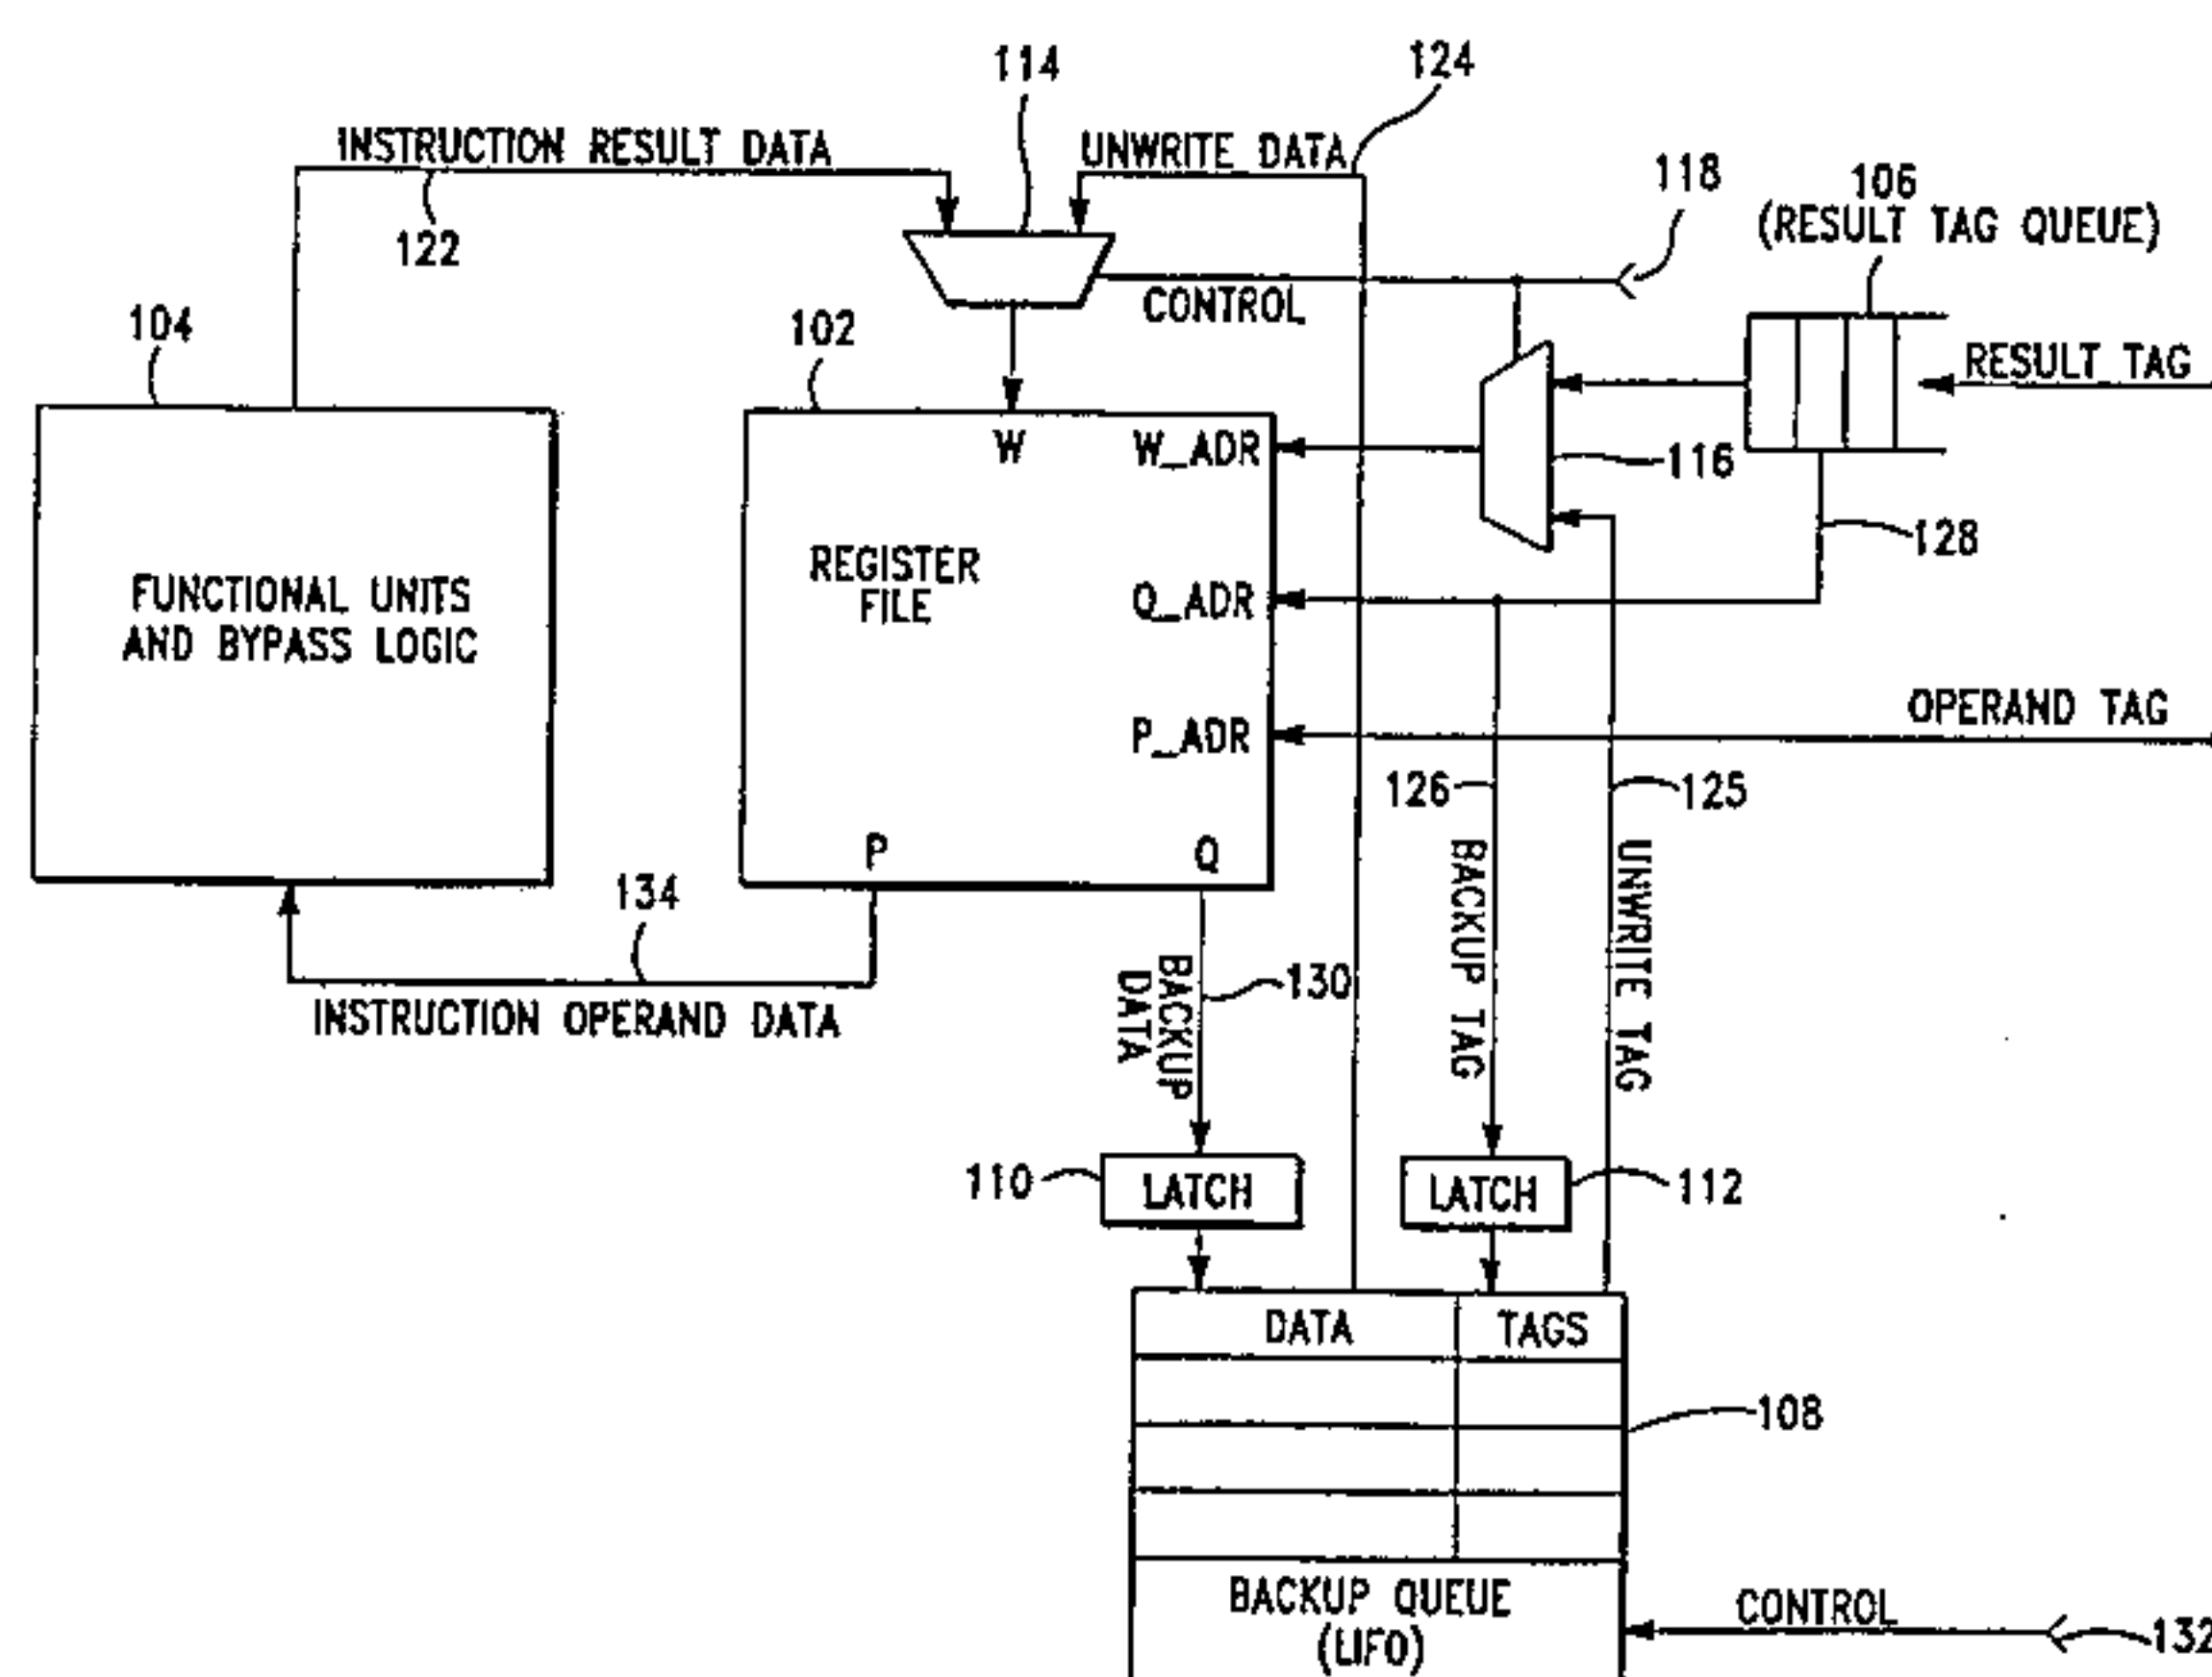 114
124
INSTRUCTION RESULT DATA
UNWRITE DATA
118
106
(RESULT TAG QUEUE)
122
CONTROL
104
102
RESULT TAG
W
W_ADR
116
128
REGISTER
FILE
FUNCTIONAL UNITS
AND BYPASS LOGIC
Q_ADR
OPERAND TAG
P_ADR
126
125
P
Q
134
BACKUP TAG
UNWRITE TAG
BACKUP
DATA
130
INSTRUCTION OPERAND DATA
110
LATCH
LATCH
112
DATA
TAGS
108
BACKUP QUEUE
(LIFO)
CONTROL
132